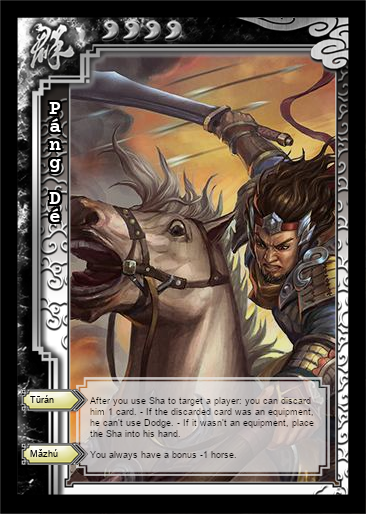 群
Páng Dé
Tūrán
After you use Sha to target a player: you can discard
him 1 card. - If the discarded card was an equipment,
he can't use Dodge. - If it wasn't an equipment, place
the Sha into his hand.
Mǎzhú
You always have a bonus -1 horse.